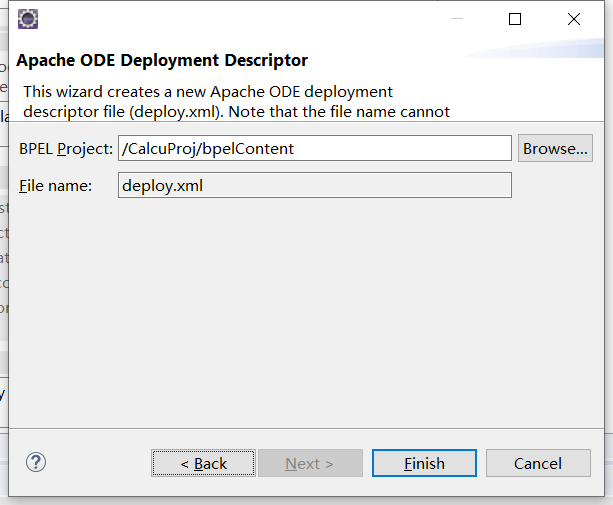 Apache ODE Deployment Descriptor
This wizard creates a new Apache ODE deployment
descriptor file (deploy.xml). Note that the file name cannot
BPEL Project: /CalcuProj/bpelContent Browse...
File name: deploy.xml
? < Back Next > Finish Cancel